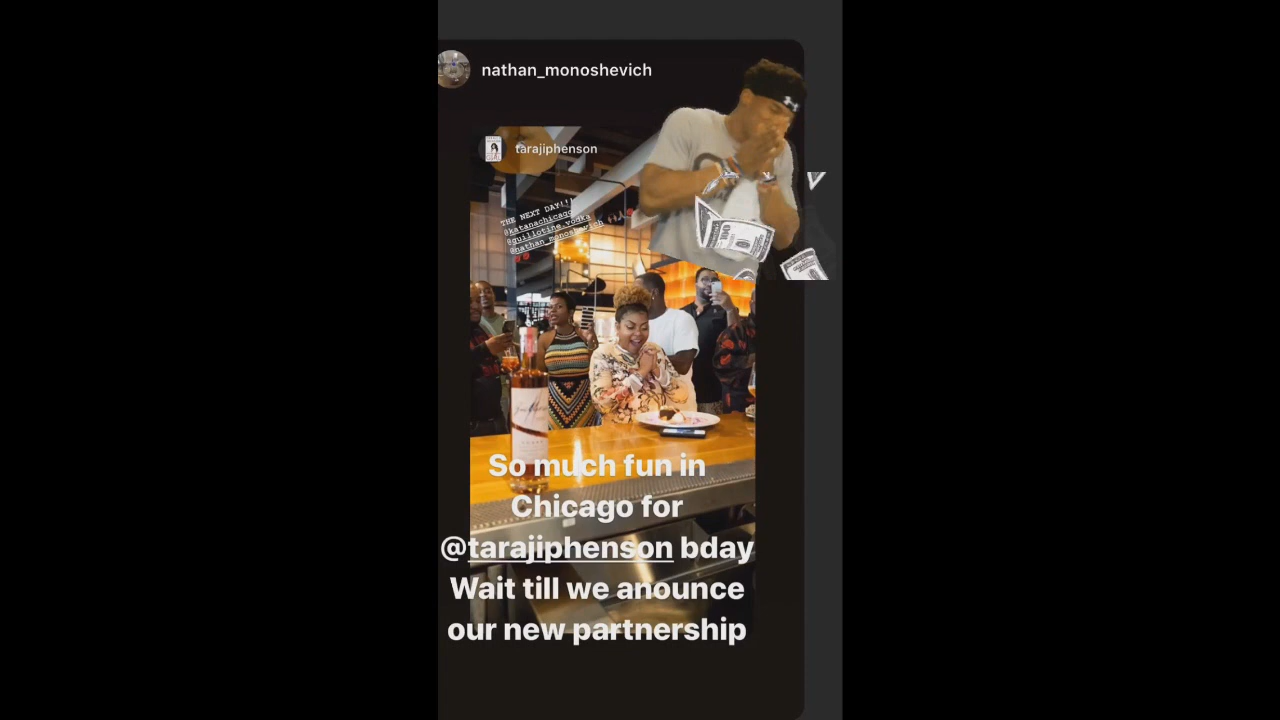 nathan_monoshevich
tarajiphenson
THE NEXT DAY!!!
@katanachicago
@guillotine_vodka
@nathan_monoshevich
100
So much fun in
Chicago for
@tarajiphenson bday
Wait till we anounce
our new partnership